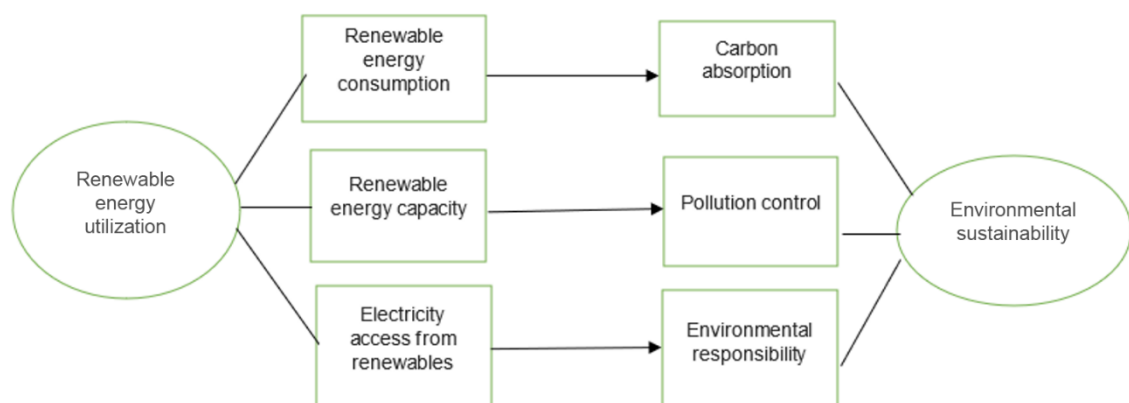 Renewable
energy
utilization
Renewable
energy
consumption
Carbon
absorption
Renewable
energy capacity
Pollution control
Electricity
access from
renewables
Environmental
responsibility
Environmental
sustainability